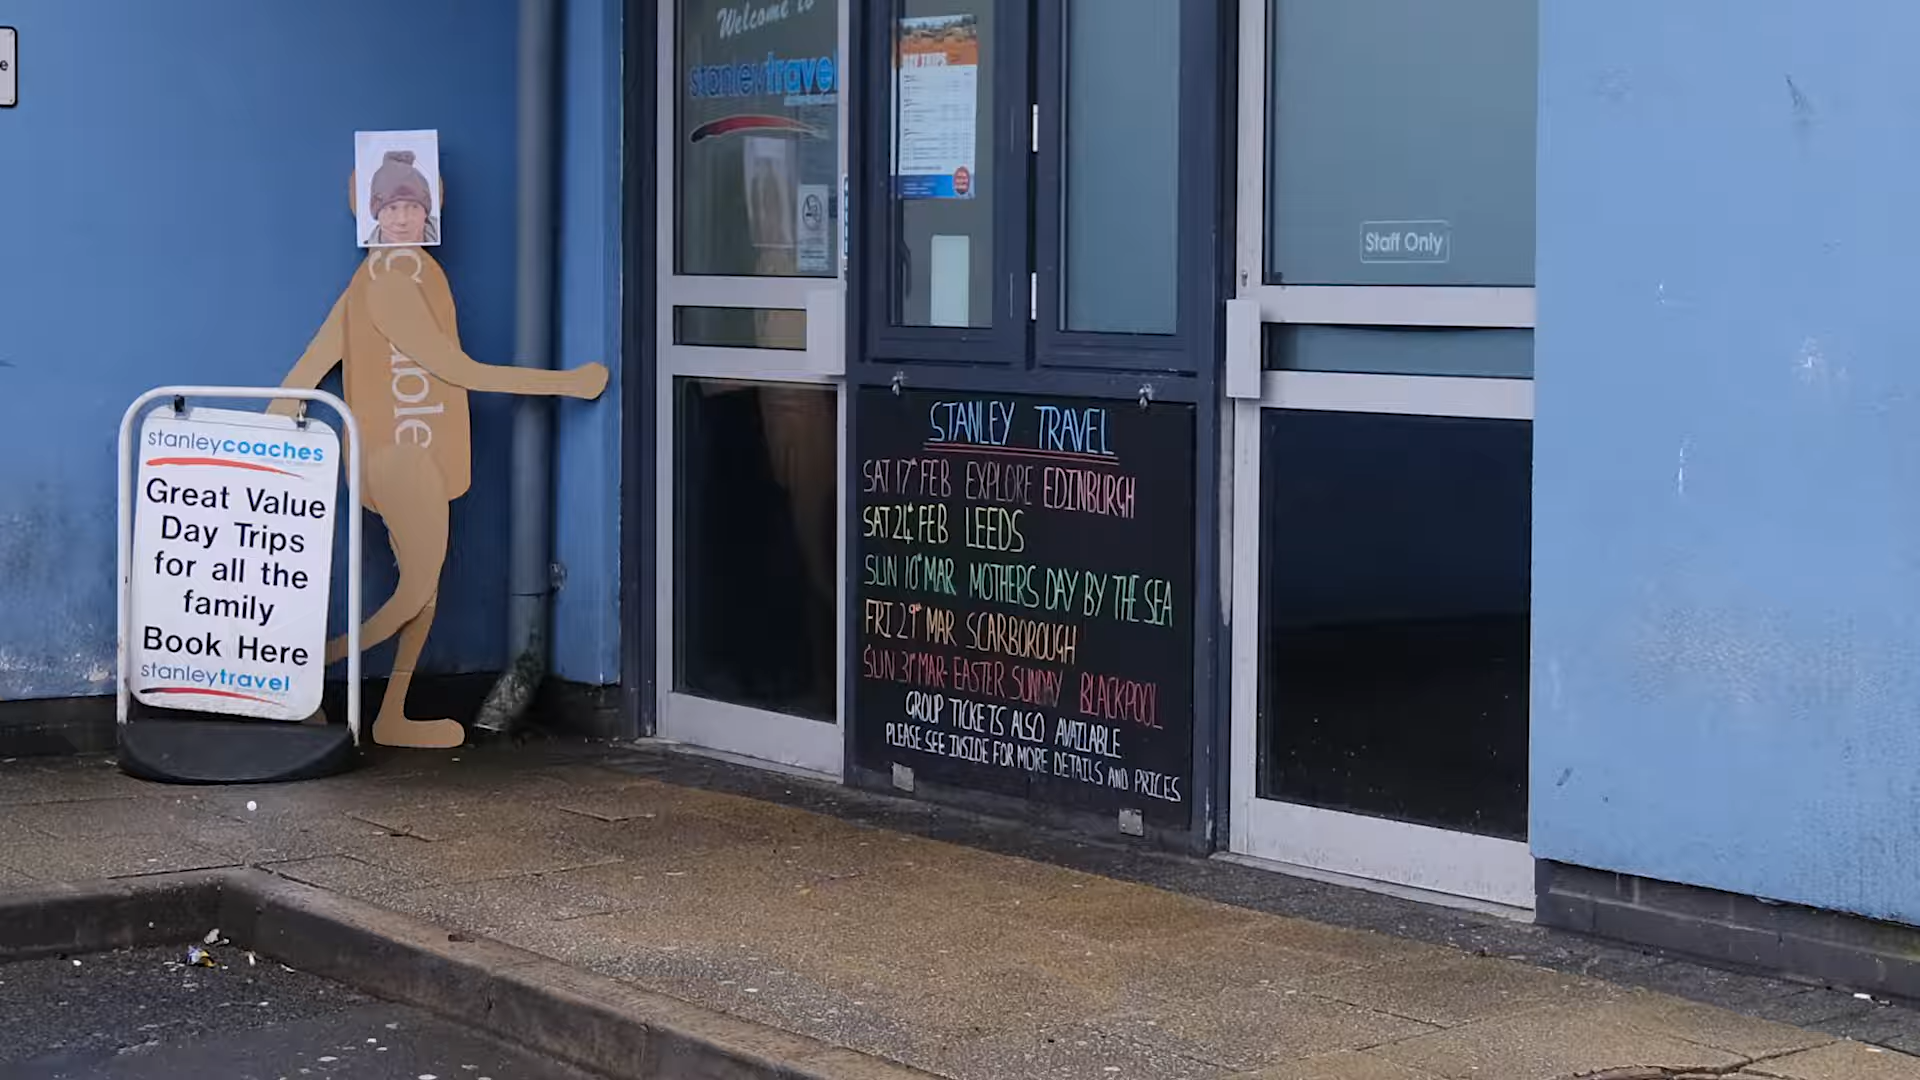 e
Welcome to
stanleytravel
DAY TRIPS
Staff Only
g
uble
stanleycoaches
Great Value
Day Trips
for all the
family
Book Here
stanleytravel
STANLEY TRAVEL
SAT 17th FEB EXPLORE EDINBURGH
SAT 24th FEB LEEDS
SUN 10th MAR MOTHERS DAY BY THE SEA
FRI 29th MAR SCARBOROUGH
SUN 31st MAR - EASTER SUNDAY BLACKPOOL
GROUP TICKETS ALSO AVAILABLE
PLEASE SEE INSIDE FOR MORE DETAILS AND PRICES